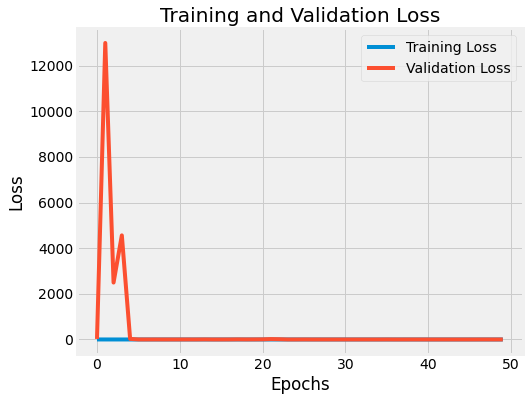 Training and Validation Loss
Training Loss
Validation Loss
12000
10000
8000
6000
4000
2000
0
Loss
0 10 20 30 40 50
Epochs